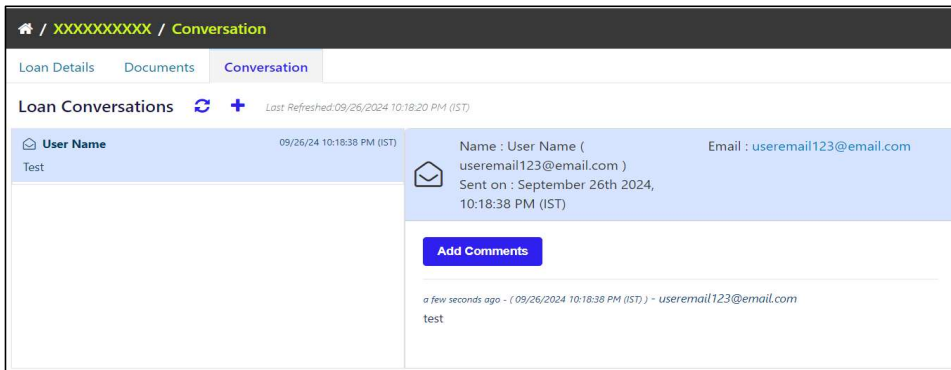 / XXXXXXXXXX / Conversation
Loan Details Documents Conversation
Loan Conversations Last Refreshed:09/26/2024 10:18:20 PM (IST)
User Name 09/26/24 10:18:38 PM (IST)
Test
Name : User Name (
useremail123@email.com )
Sent on : September 26th 2024,
10:18:38 PM (IST)
Email : useremail123@email.com
Add Comments
a few seconds ago - ( 09/26/2024 10:18:38 PM (IST) ) - useremail123@email.com
test